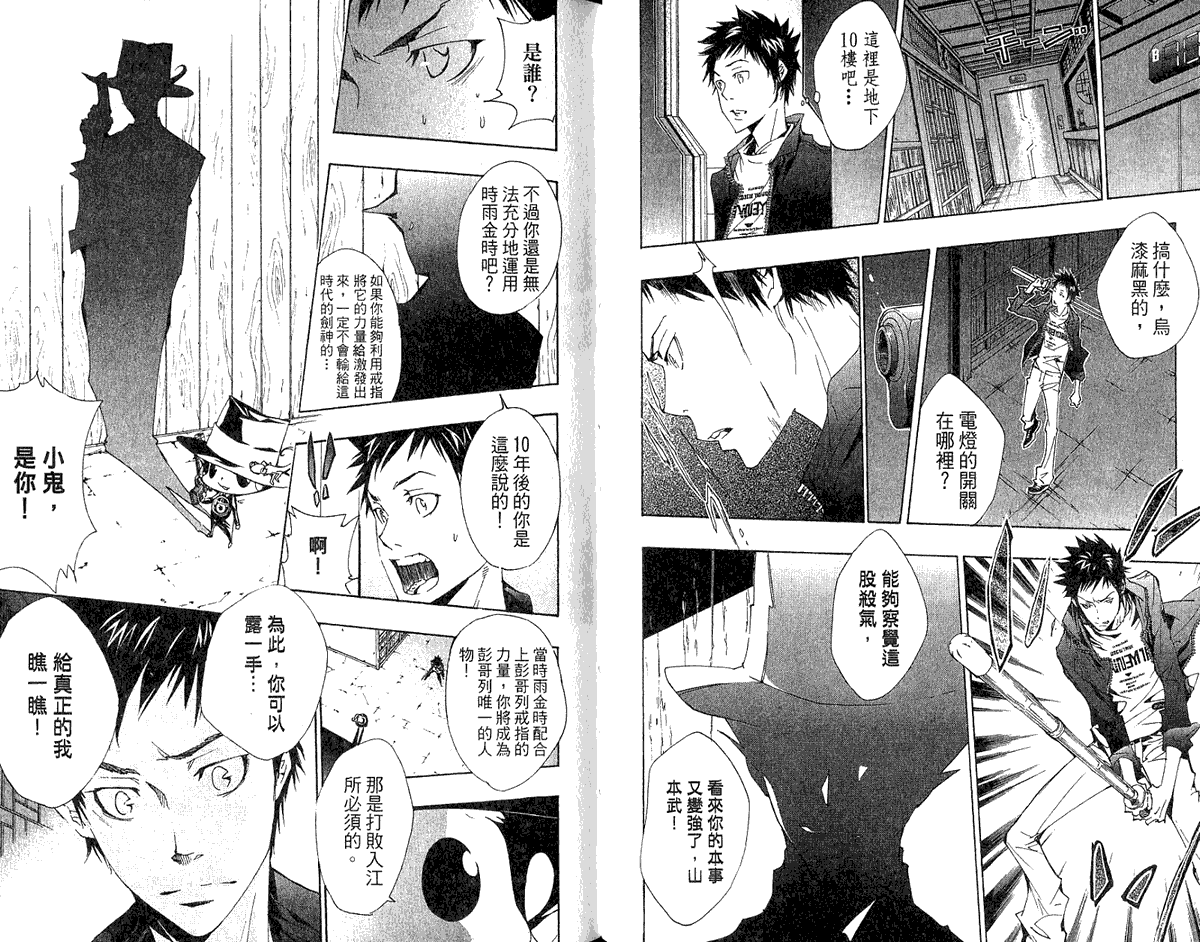 這裡是地下
10樓吧…
搞什麼，烏
漆麻黑的，
電燈的開關
在哪裡？
能夠察覺這
股殺氣，
看來你的本事
又變強了，山
本武！
是誰？
不過你還是無
法充分地運用
時雨金時吧？
如果你能夠利用戒指
將它的力量給激發出
來，一定不會輸給這
時代的劍神的…
10年後的你是
這麼說的！
啊！
小鬼，
是你！
當時雨金時配合
上彭哥列戒指的
力量，你將成為
彭哥列唯一的人
物！
那是打敗入江
所必須的。
為此，你可以
露一手…
給真正的我
瞧一瞧！